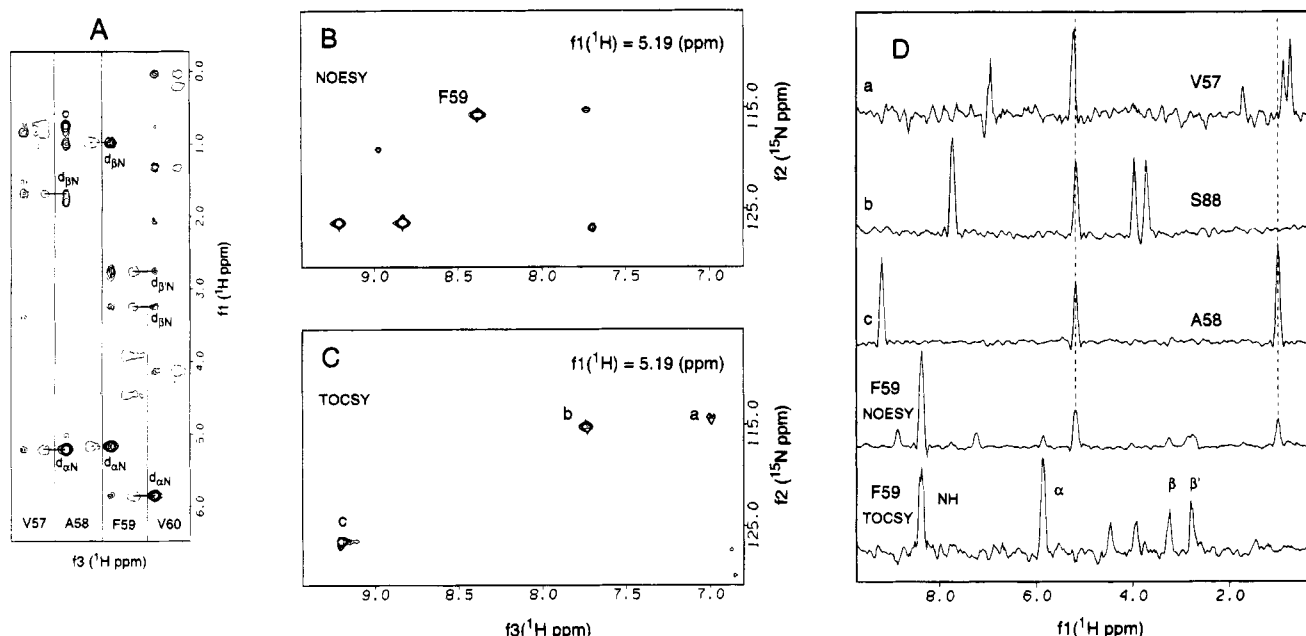 A
0.0
1.0
2.0
3.0
4.0
5.0
6.0
f1 (¹H ppm)
dβN
dβN
dβ'N
dβN
dαN
dαN
dαN
V57 A58 F59 V60
f3 (¹H ppm)
B
f1(¹H) = 5.19 (ppm)
NOESY
F59
115.0
125.0
f2 (¹⁵N ppm)
9.0 8.5 8.0 7.5 7.0
C
f1(¹H) = 5.19 (ppm)
TOCSY
b
a
c
115.0
125.0
f2 (¹⁵N ppm)
9.0 8.5 8.0 7.5 7.0
f3(¹H ppm)
D
a
V57
b
S88
c
A58
F59
NOESY
F59
TOCSY
NH
α
β
β'
8.0 6.0 4.0 2.0
f1(¹H ppm)